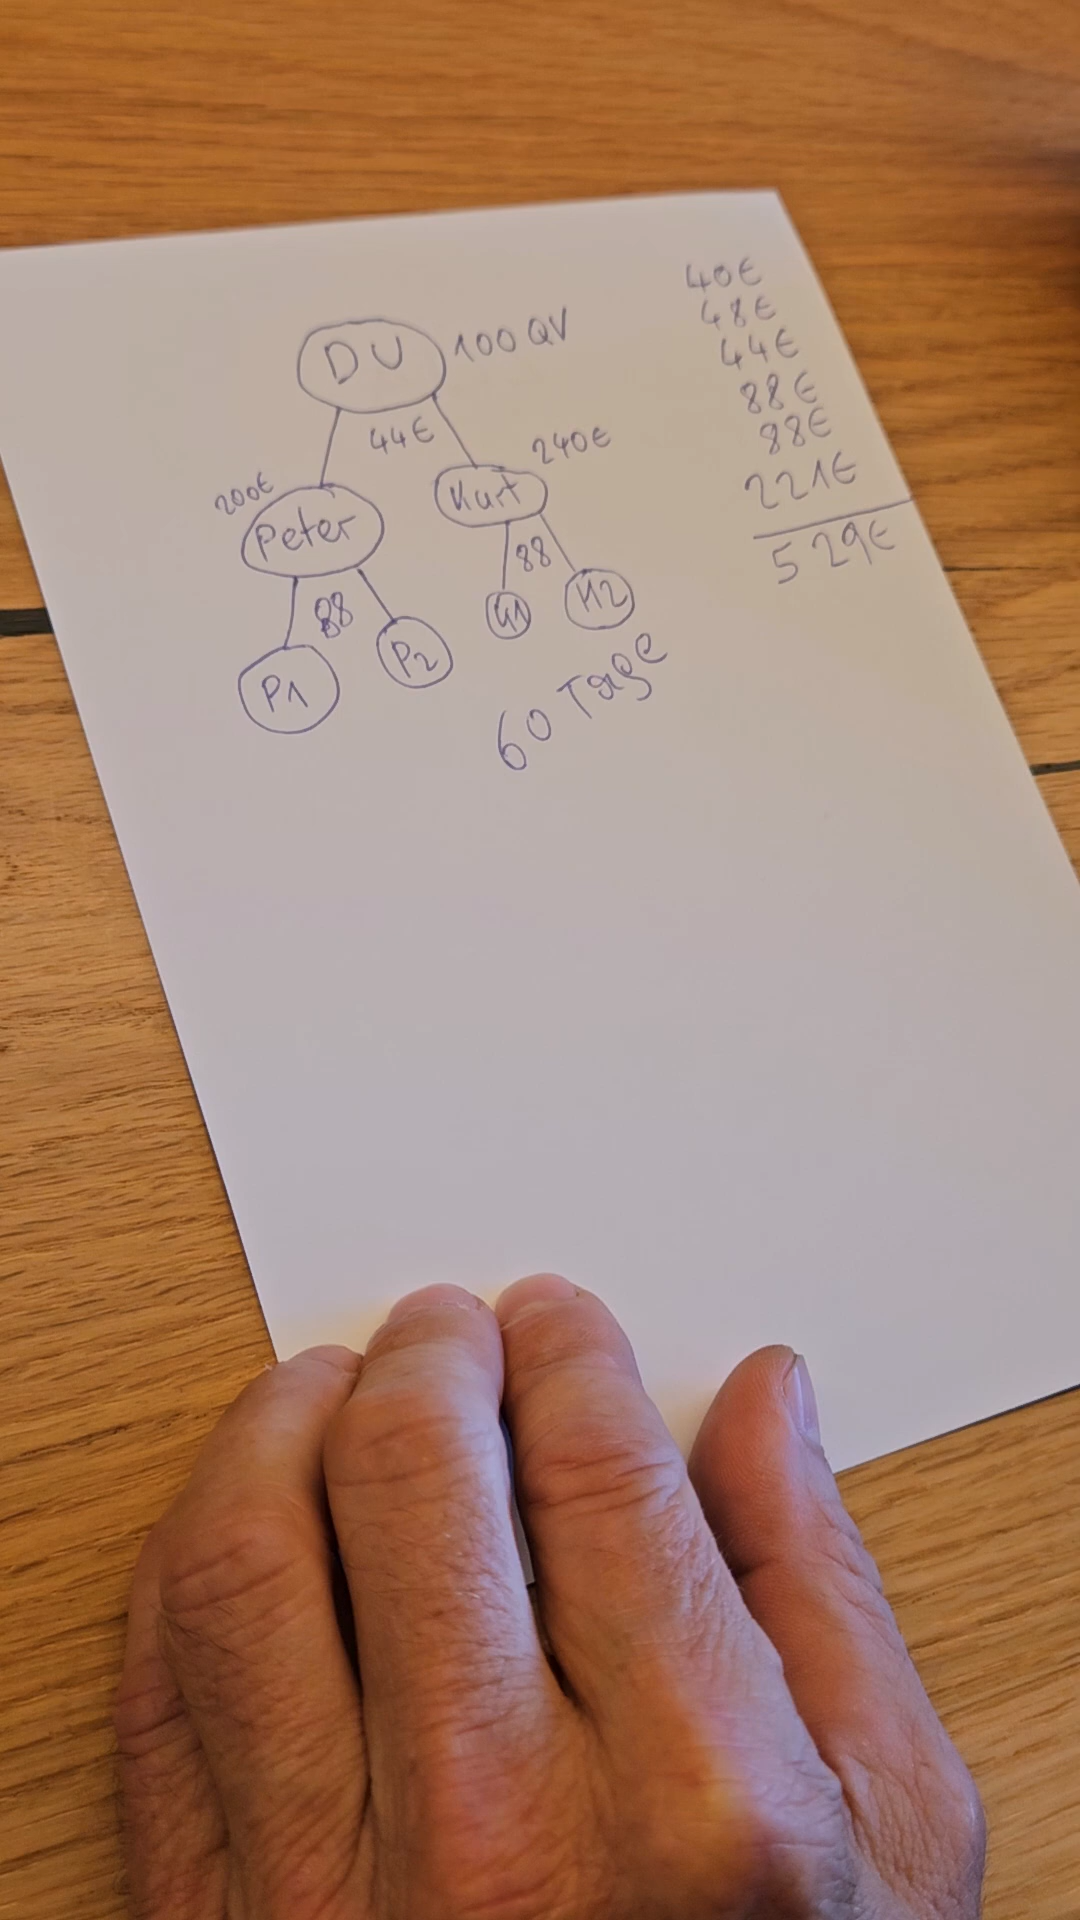 DU
100 QV
44€
200€
Peter
240€
Kurt
88
P1
P2
88
K1
K2
60 Tage
40€
48€
44€
88€
88€
221€
529€